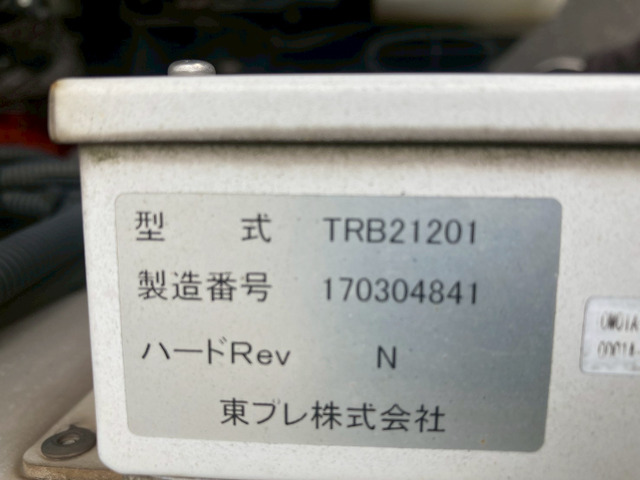 型 式 TRB21201
製造番号 170304841
ハードRev N
東プレ株式会社